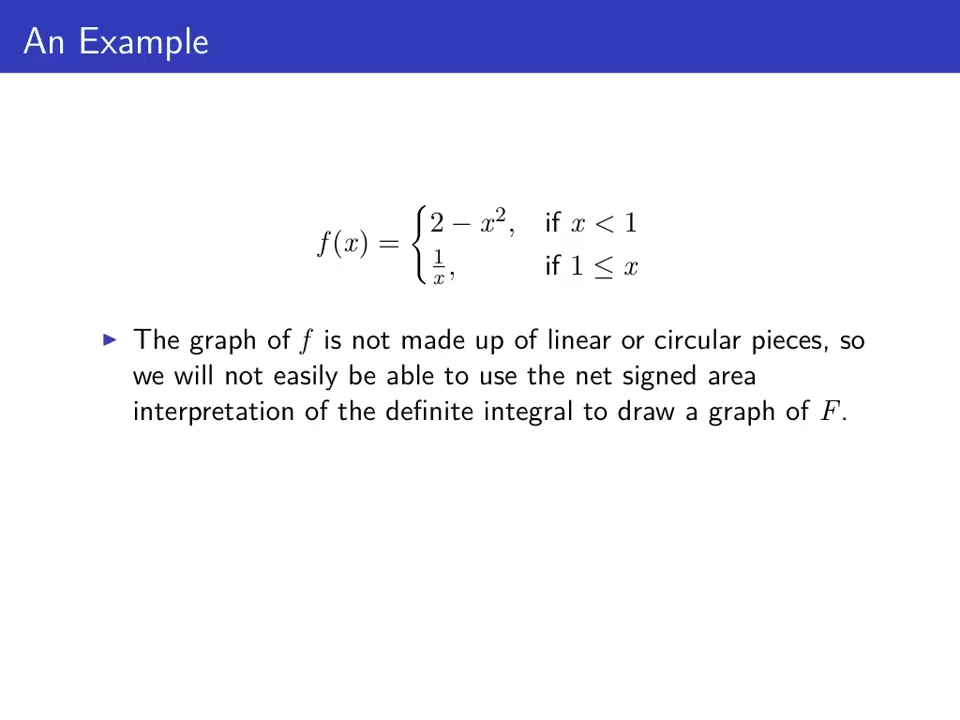 An Example
f(x) = { 2 − x², if x < 1
1/x, if 1 ≤ x
▶ The graph of f is not made up of linear or circular pieces, so
we will not easily be able to use the net signed area
interpretation of the definite integral to draw a graph of F.